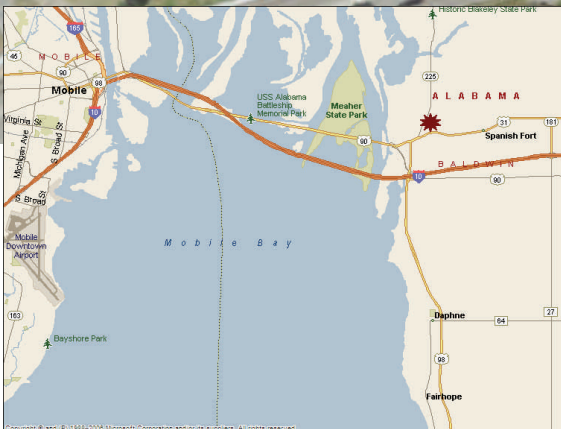 Historic Blakeley State Park
165
45
MOBILE
90
98
Mobile
10
225
ALABAMA
USS Alabama
Battleship
Memorial Park
Meaher
State Park
31
181
Spanish Fort
90
Virginia St
S Broad St
Michigan Ave
BALDWIN
10
90
S Broad St
Mobile
Downtown
Airport
Mobile Bay
163
Daphne
64
27
Bayshore Park
98
Fairhope